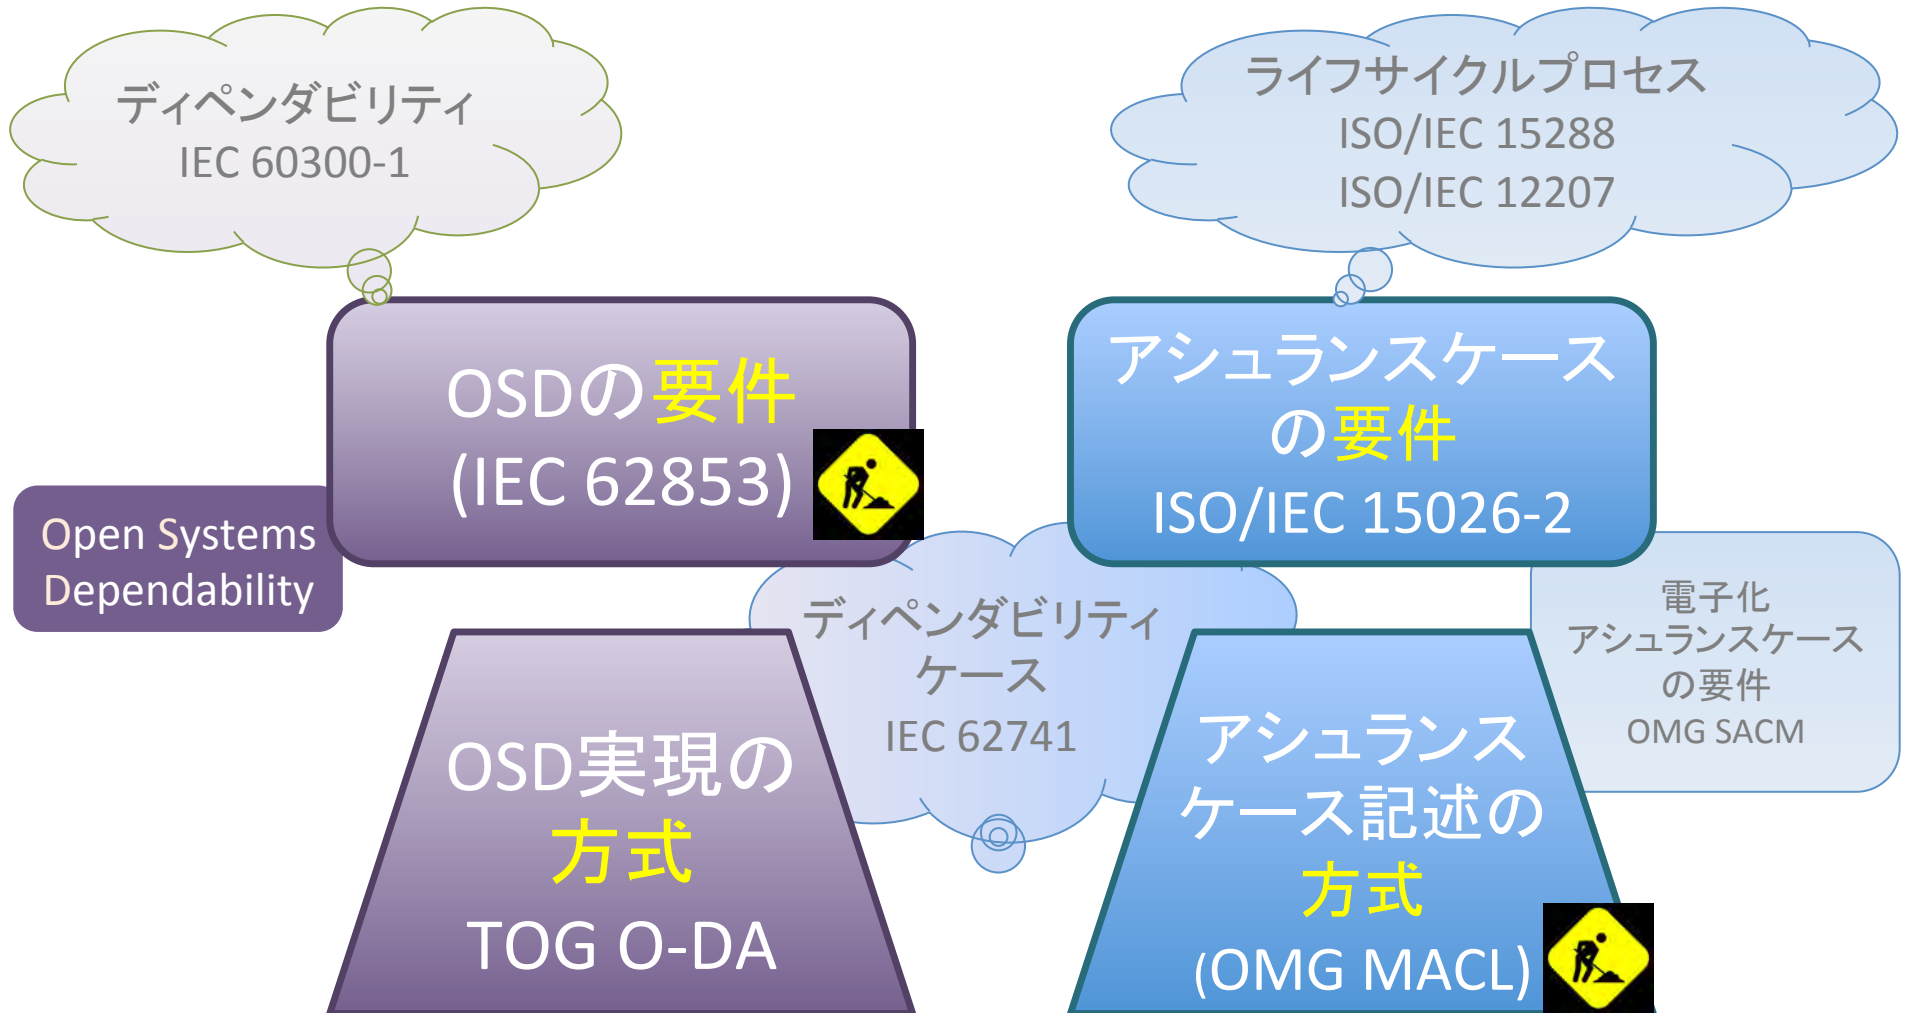 ディペンダビリティ
IEC 60300-1
ライフサイクルプロセス
ISO/IEC 15288
ISO/IEC 12207
OSDの要件
(IEC 62853)
アシュランスケース
の要件
ISO/IEC 15026-2
Open Systems
Dependability
ディペンダビリティ
ケース
IEC 62741
電子化
アシュランスケース
の要件
OMG SACM
OSD実現の
方式
TOG O-DA
アシュランス
ケース記述の
方式
(OMG MACL)